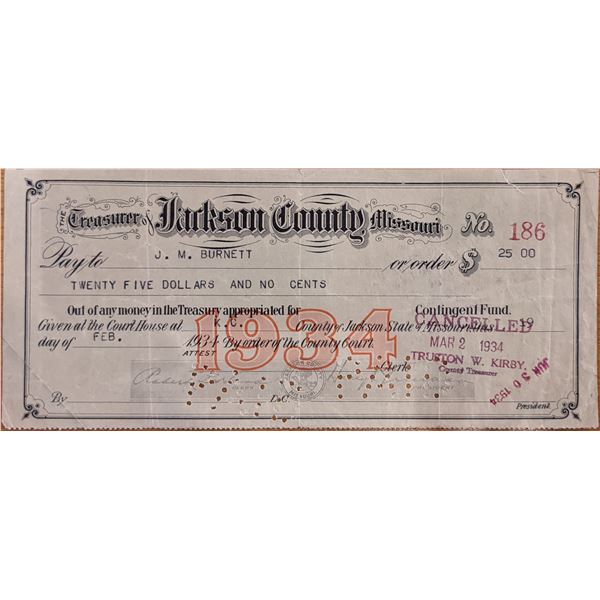 THE Treasurer of Jackson County Missouri No. 186
Pay to J. M. BURNETT or order $ 25 00
TWENTY FIVE DOLLARS AND NO CENTS
Out of any money in the Treasury appropriated for Contingent Fund.
Given at the Court House at K.C. County of Jackson, State of Missouri, this 19
CANCELLED
day of FEB. 1934 By order of the County Court.
MAR 2 1934
1934
ATTEST
Clerk
TRUSTON W. KIRBY,
County Treasurer
JUN 30 1934
By D.C. President